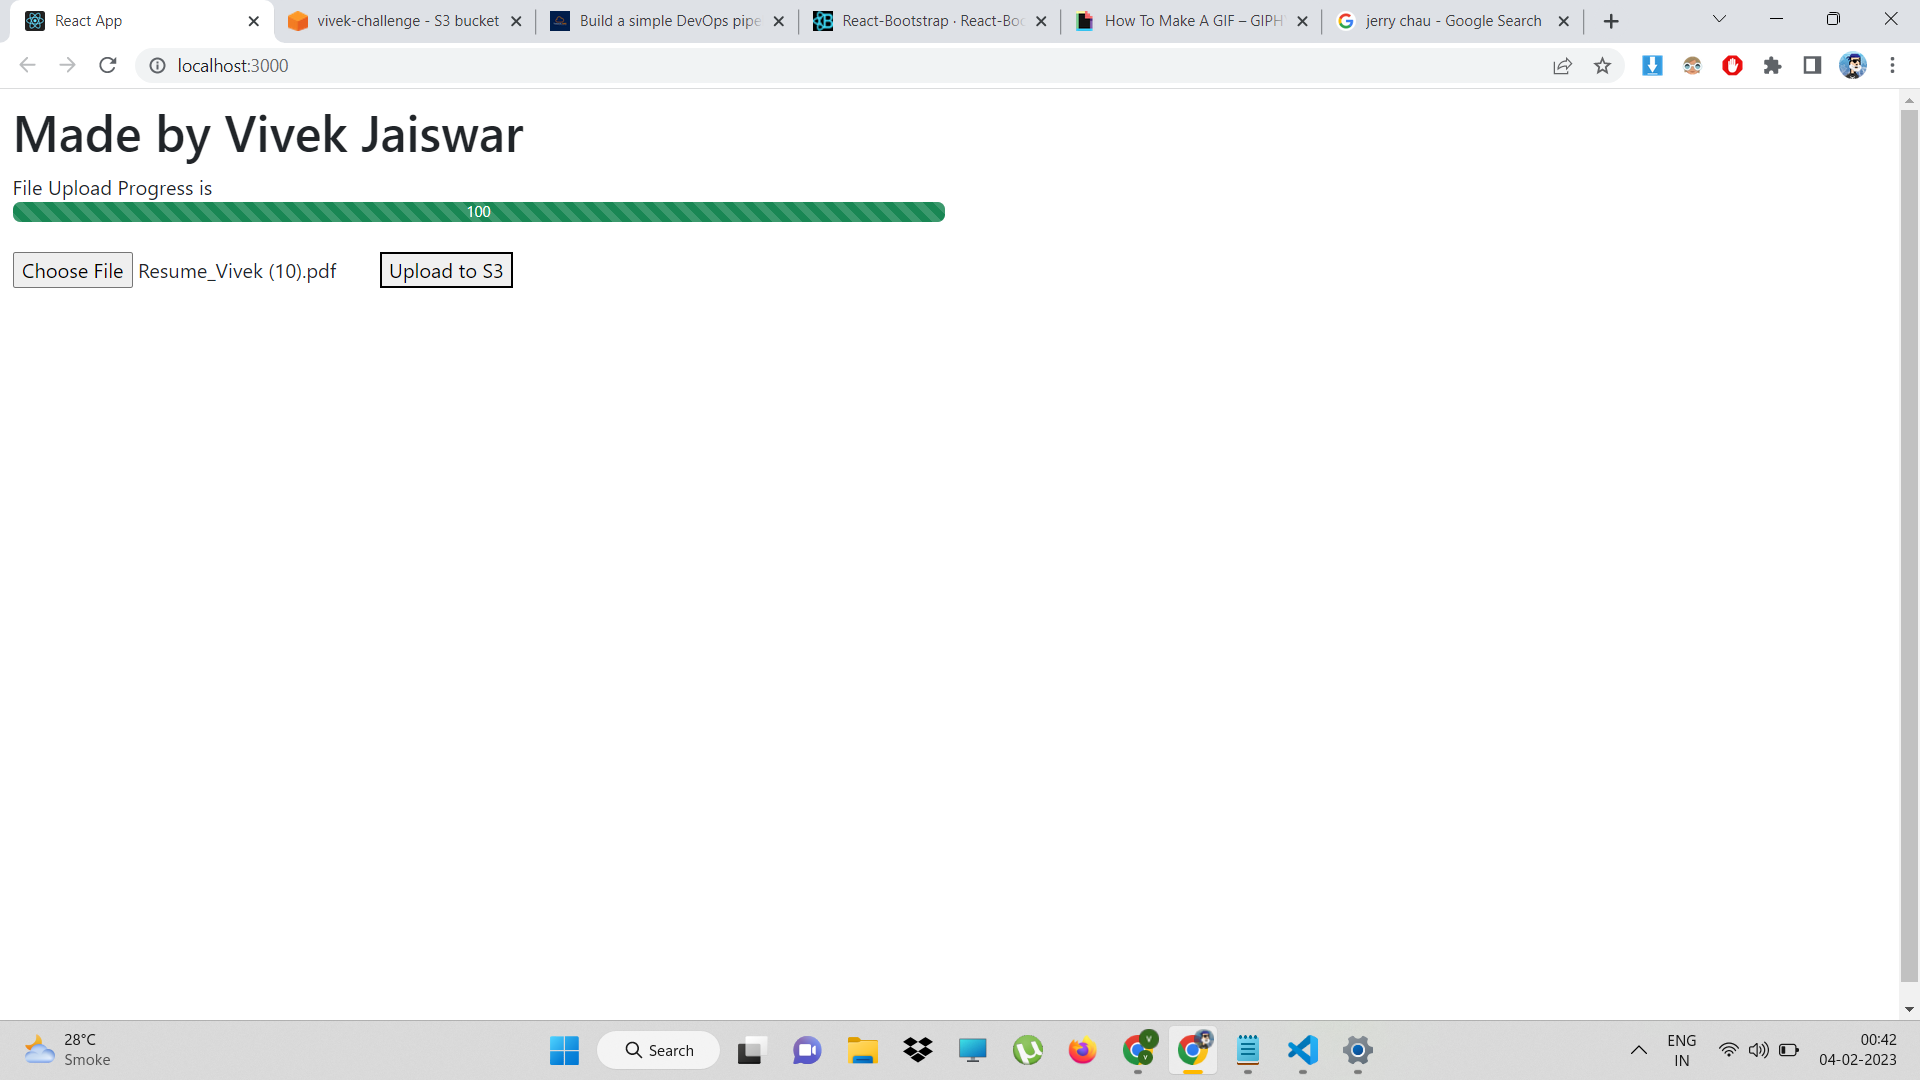 React App
vivek-challenge - S3 bucket
Build a simple DevOps pipe
React-Bootstrap · React-Boo
How To Make A GIF – GIPH
jerry chau - Google Search
localhost:3000
Made by Vivek Jaiswar
File Upload Progress is
100
Choose File Resume_Vivek (10).pdf Upload to S3
28°C
Smoke
Search
ENG
IN
00:42
04-02-2023